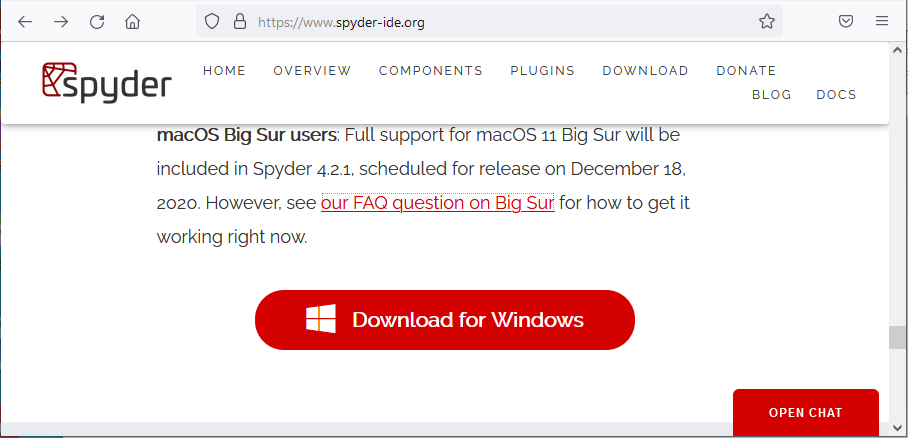 https://www.spyder-ide.org
spyder
HOME OVERVIEW COMPONENTS PLUGINS DOWNLOAD DONATE
BLOG DOCS
macOS Big Sur users: Full support for macOS 11 Big Sur will be
included in Spyder 4.2.1, scheduled for release on December 18,
2020. However, see our FAQ question on Big Sur for how to get it
working right now.
Download for Windows
OPEN CHAT